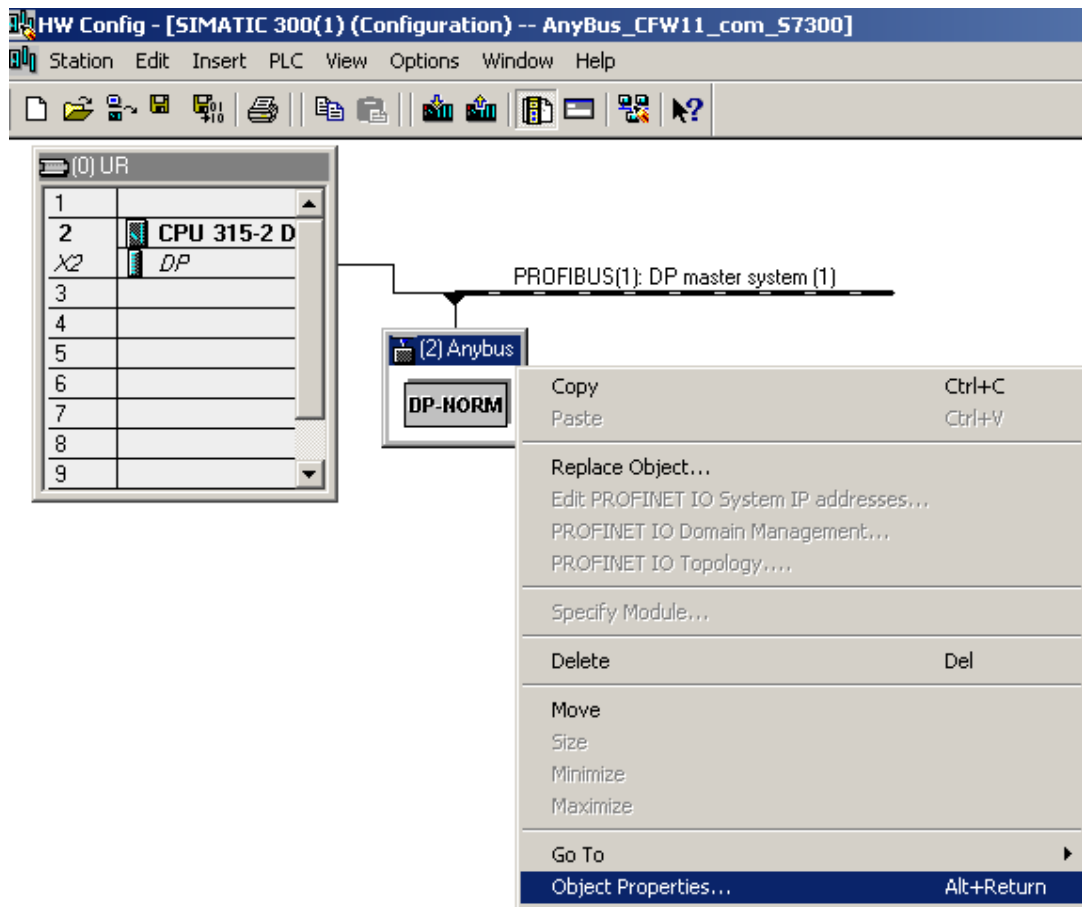 HW Config - [SIMATIC 300(1) (Configuration) -- AnyBus_CFW11_com_S7300]
Station Edit Insert PLC View Options Window Help
(0) UR
1
2 CPU 315-2 D
X2 DP
3
4
5
6
7
8
9
PROFIBUS(1): DP master system (1)
(2) Anybus
DP-NORM
Copy Ctrl+C
Paste Ctrl+V
Replace Object...
Edit PROFINET IO System IP addresses...
PROFINET IO Domain Management...
PROFINET IO Topology....
Specify Module...
Delete Del
Move
Size
Minimize
Maximize
Go To
Object Properties... Alt+Return